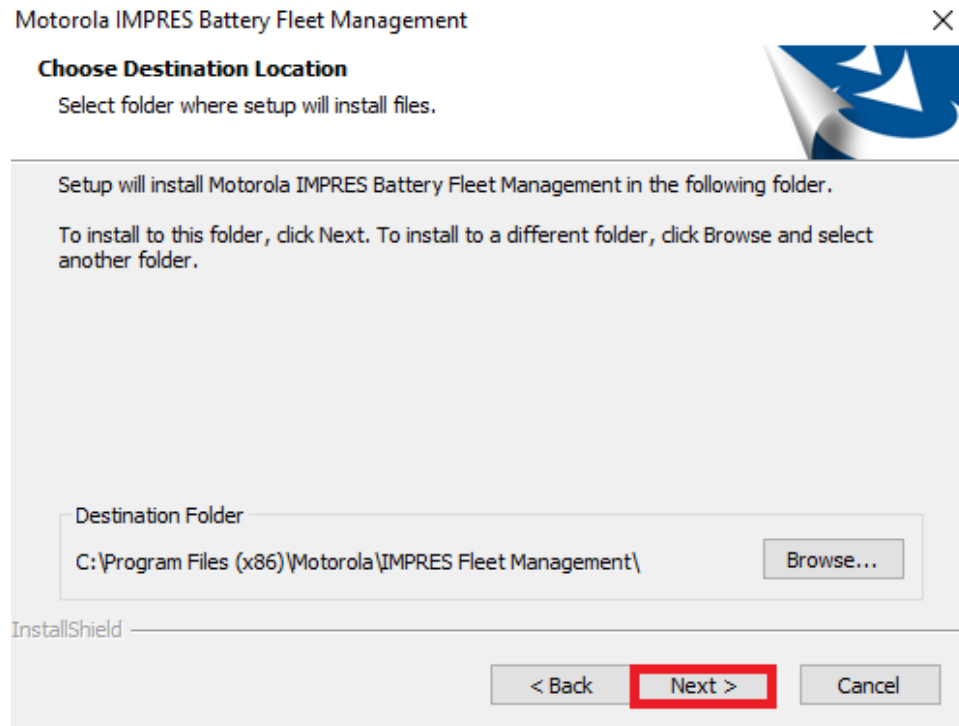 Motorola IMPRES Battery Fleet Management
Choose Destination Location
Select folder where setup will install files.
Setup will install Motorola IMPRES Battery Fleet Management in the following folder.
To install to this folder, click Next. To install to a different folder, click Browse and select
another folder.
Destination Folder
C:\Program Files (x86)\Motorola\IMPRES Fleet Management\
Browse...
InstallShield
< Back
Next >
Cancel